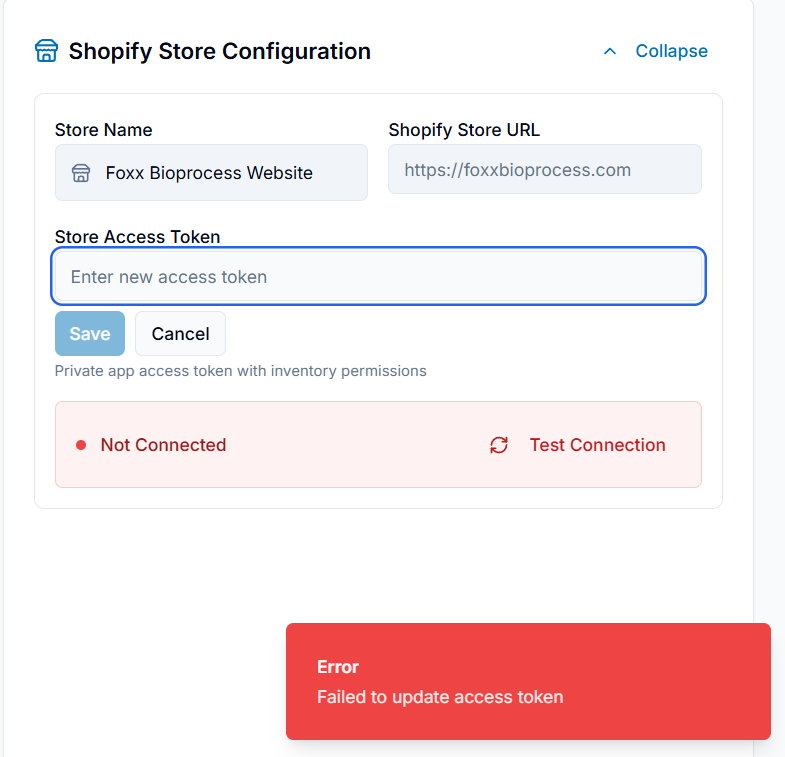 Shopify Store Configuration
Collapse
Store Name
Shopify Store URL
Foxx Bioprocess Website
https://foxxbioprocess.com
Store Access Token
Enter new access token
Save
Cancel
Private app access token with inventory permissions
Not Connected
Test Connection
Error
Failed to update access token